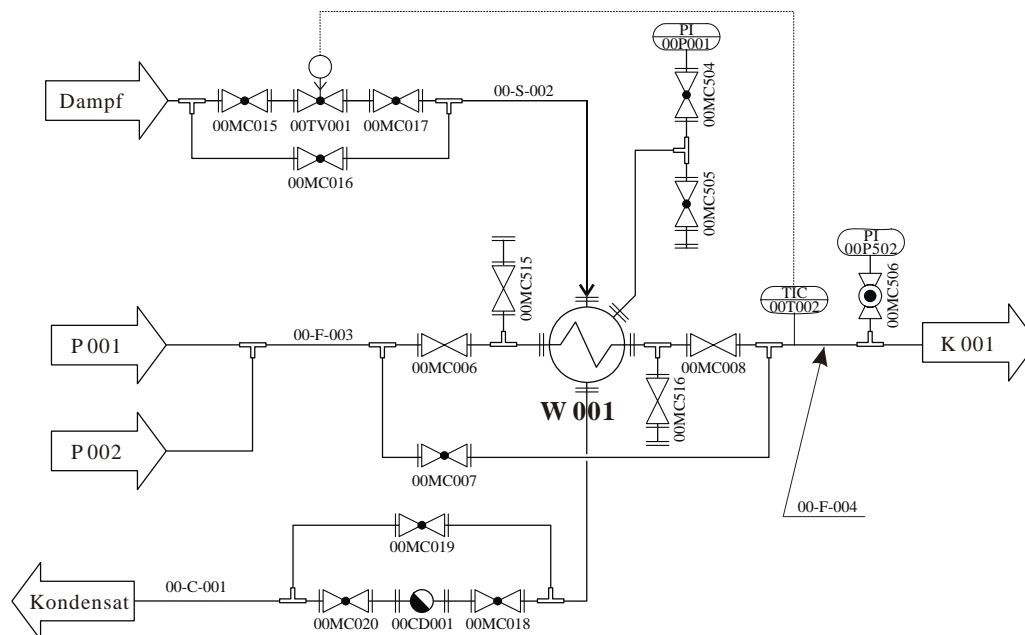 PI
00P001
00MC504
Dampf
00-S-002
00MC015
00TV001
00MC017
00MC016
00MC505
PI
00P502
00MC506
00MC515
TIC
00T002
P 001
00-F-003
K 001
00MC006
00MC008
00MC516
W 001
P 002
00MC007
00-F-004
00MC019
00-C-001
Kondensat
00MC020
00CD001
00MC018